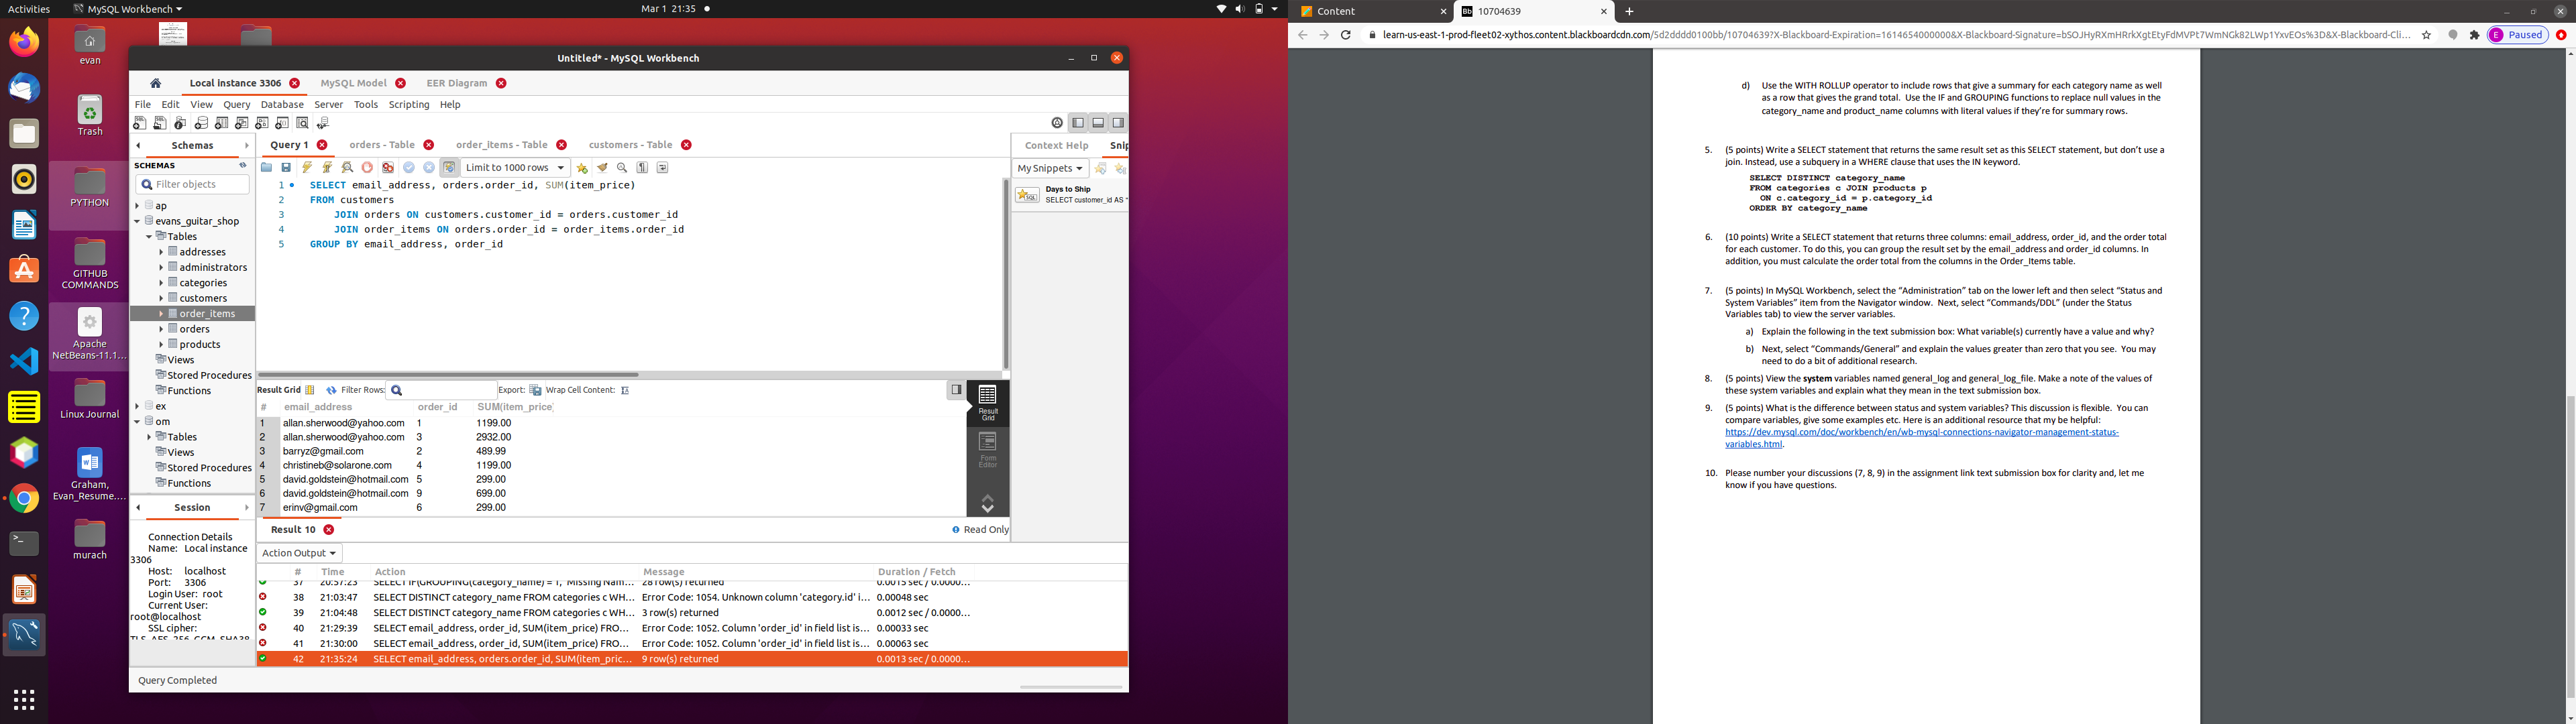 Activities
MySQL Workbench
Mar 1 21:35
evan
Trash
PYTHON
GITHUB
COMMANDS
Apache
NetBeans-11.1...
Linux Journal
Graham,
Evan_Resume....
murach
Untitled* - MySQL Workbench
Local instance 3306
MySQL Model
EER Diagram
File Edit View Query Database Server Tools Scripting Help
Schemas
SCHEMAS
Filter objects
ap
evans_guitar_shop
Tables
addresses
administrators
categories
customers
order_items
orders
products
Views
Stored Procedures
Functions
ex
om
Tables
Views
Stored Procedures
Functions
Session
Connection Details
Name: Local instance
3306
Host: localhost
Port: 3306
Login User: root
Current User:
root@localhost
SSL cipher:
Query 1
orders - Table
order_items - Table
customers - Table
Limit to 1000 rows
1 SELECT email_address, orders.order_id, SUM(item_price)
2 FROM customers
3 JOIN orders ON customers.customer_id = orders.customer_id
4 JOIN order_items ON orders.order_id = order_items.order_id
5 GROUP BY email_address, order_id
Context Help
Snip
My Snippets
Days to Ship
SELECT customer_id AS "
Result Grid
Filter Rows:
Export:
Wrap Cell Content:
# email_address order_id SUM(item_price)
1 allan.sherwood@yahoo.com 1 1199.00
2 allan.sherwood@yahoo.com 3 2932.00
3 barryz@gmail.com 2 489.99
4 christineb@solarone.com 4 1199.00
5 david.goldstein@hotmail.com 5 299.00
6 david.goldstein@hotmail.com 9 699.00
7 erinv@gmail.com 6 299.00
Result
Grid
Form
Editor
Result 10
Read Only
Action Output
# Time Action Message Duration / Fetch
37 20:57:23 SELECT IF(GROUPING(category_name) = 1, 'Missing Nam... 28 row(s) returned 0.0015 sec / 0.0000...
38 21:03:47 SELECT DISTINCT category_name FROM categories c WH... Error Code: 1054. Unknown column 'category.id' i... 0.00048 sec
39 21:04:48 SELECT DISTINCT category_name FROM categories c WH... 3 row(s) returned 0.0012 sec / 0.0000...
40 21:29:39 SELECT email_address, order_id, SUM(item_price) FRO... Error Code: 1052. Column 'order_id' in field list is... 0.00033 sec
41 21:30:00 SELECT email_address, order_id, SUM(item_price) FRO... Error Code: 1052. Column 'order_id' in field list is... 0.00063 sec
42 21:35:24 SELECT email_address, orders.order_id, SUM(item_pric... 9 row(s) returned 0.0013 sec / 0.0000...
Query Completed
Content
Bb 10704639
E Paused
d) Use the WITH ROLLUP operator to include rows that give a summary for each category name as well
as a row that gives the grand total. Use the IF and GROUPING functions to replace null values in the
category_name and product_name columns with literal values if they're for summary rows.
5. (5 points) Write a SELECT statement that returns the same result set as this SELECT statement, but don't use a
join. Instead, use a subquery in a WHERE clause that uses the IN keyword.
SELECT DISTINCT category_name
FROM categories c JOIN products p
ON c.category_id = p.category_id
ORDER BY category_name
6. (10 points) Write a SELECT statement that returns three columns: email_address, order_id, and the order total
for each customer. To do this, you can group the result set by the email_address and order_id columns. In
addition, you must calculate the order total from the columns in the Order_Items table.
7. (5 points) In MySQL Workbench, select the "Administration" tab on the lower left and then select "Status and
System Variables" item from the Navigator window. Next, select "Commands/DDL" (under the Status
Variables tab) to view the server variables.
a) Explain the following in the text submission box: What variable(s) currently have a value and why?
b) Next, select "Commands/General" and explain the values greater than zero that you see. You may
need to do a bit of additional research.
8. (5 points) View the system variables named general_log and general_log_file. Make a note of the values of
these system variables and explain what they mean in the text submission box.
9. (5 points) What is the difference between status and system variables? This discussion is flexible. You can
compare variables, give some examples etc. Here is an additional resource that my be helpful:
https://dev.mysql.com/doc/workbench/en/wb-mysql-connections-navigator-management-status-
variables.html.
10. Please number your discussions (7, 8, 9) in the assignment link text submission box for clarity and, let me
know if you have questions.